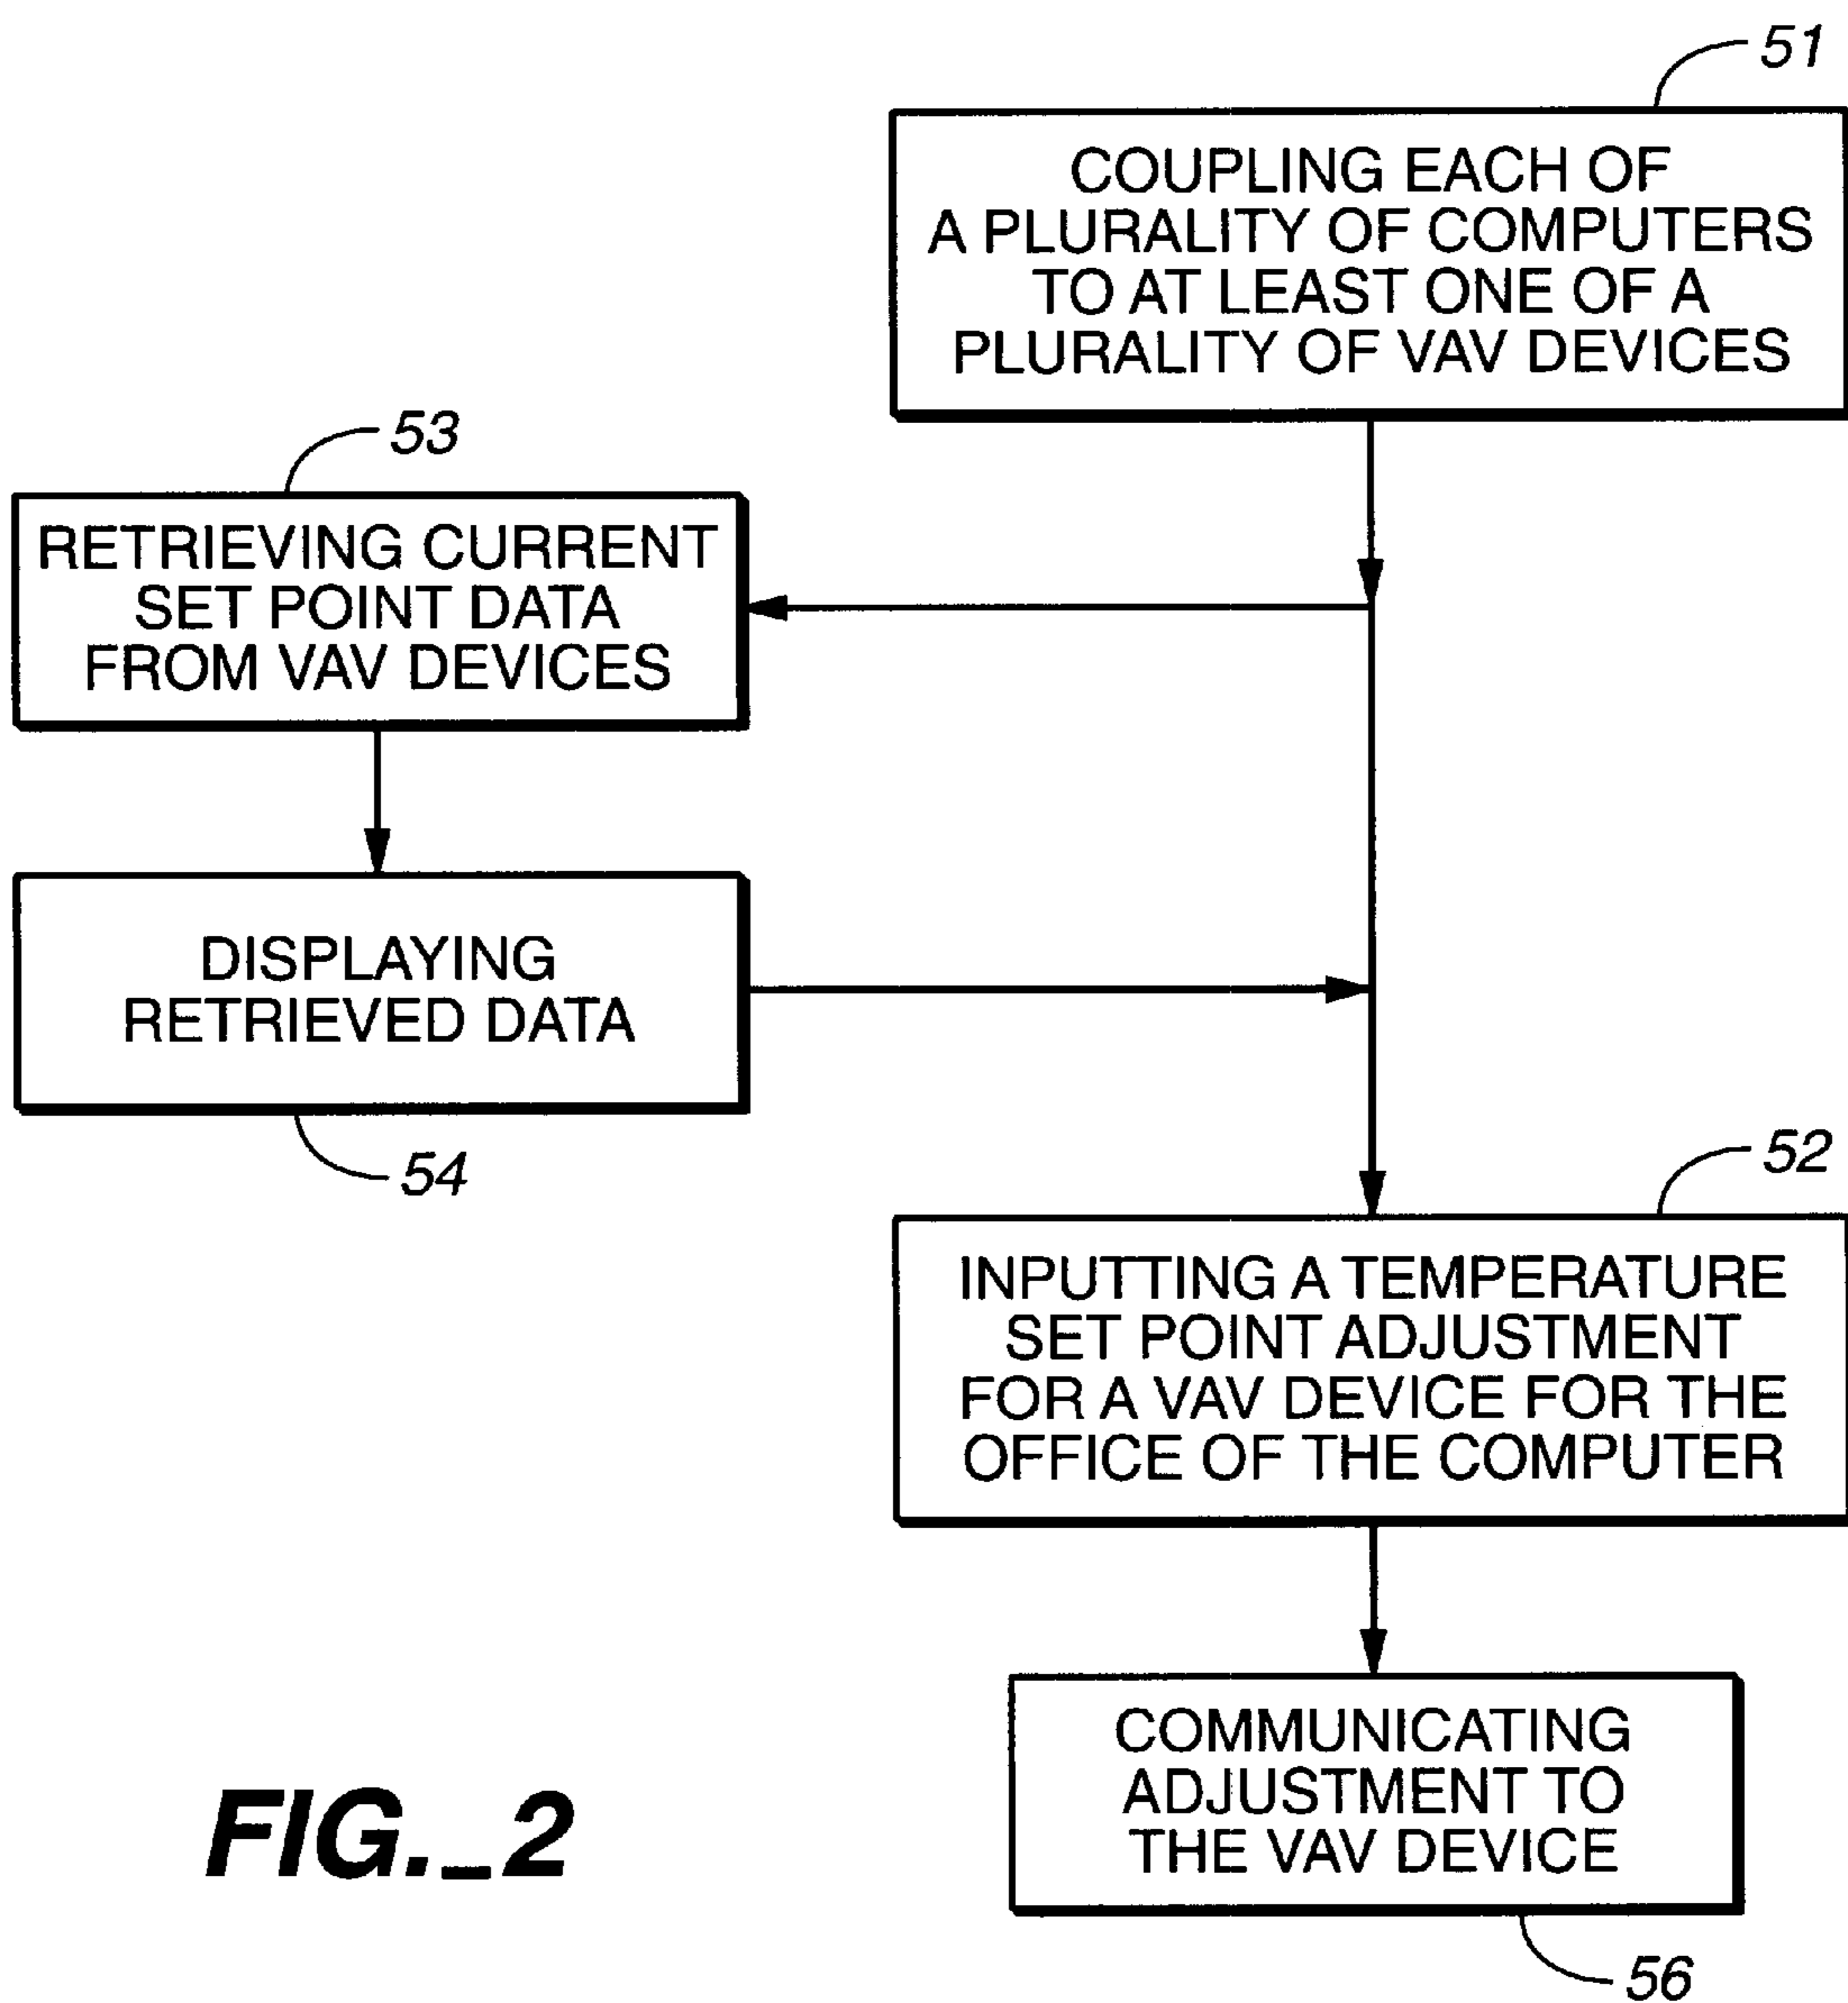 51
COUPLING EACH OF
A PLURALITY OF COMPUTERS
TO AT LEAST ONE OF A
PLURALITY OF VAV DEVICES
53
RETRIEVING CURRENT
SET POINT DATA
FROM VAV DEVICES
DISPLAYING
RETRIEVED DATA
54
52
INPUTTING A TEMPERATURE
SET POINT ADJUSTMENT
FOR A VAV DEVICE FOR THE
OFFICE OF THE COMPUTER
COMMUNICATING
ADJUSTMENT TO
THE VAV DEVICE
56
FIG._2